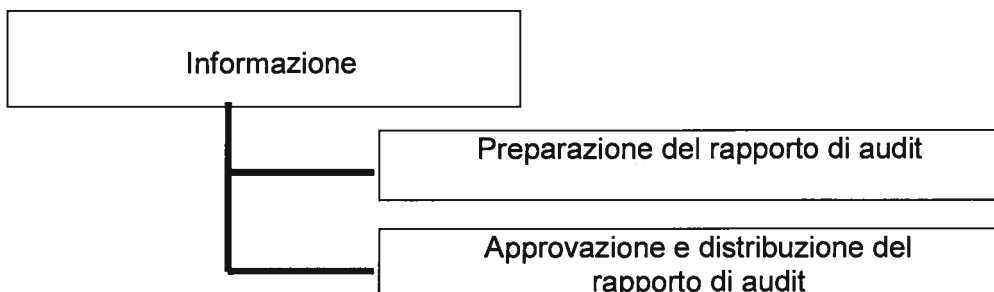 Informazione
Preparazione del rapporto di audit
Approvazione e distribuzione del
rapporto di audit